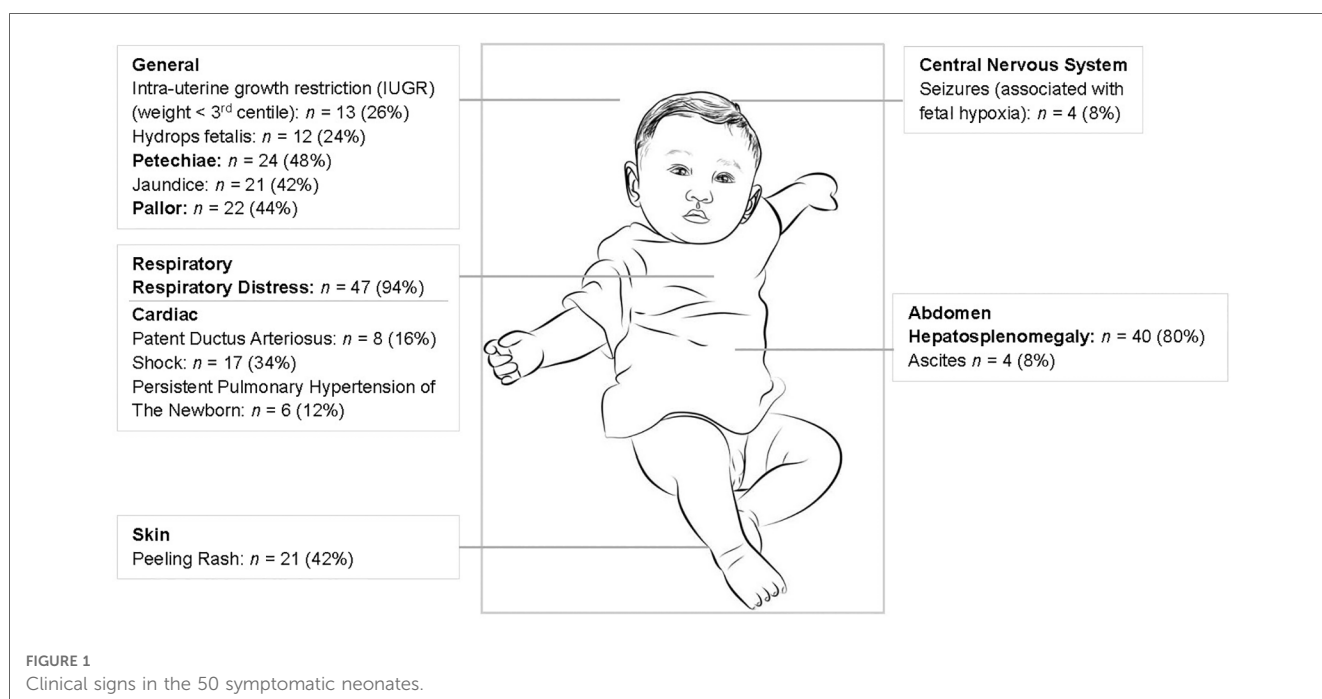 General
Intra-uterine growth restriction (IUGR)
(weight < 3rd centile): n = 13 (26%)
Hydrops fetalis: n = 12 (24%)
Petechiae: n = 24 (48%)
Jaundice: n = 21 (42%)
Pallor: n = 22 (44%)
Respiratory
Respiratory Distress: n = 47 (94%)
Cardiac
Patent Ductus Arteriosus: n = 8 (16%)
Shock: n = 17 (34%)
Persistent Pulmonary Hypertension of
The Newborn: n = 6 (12%)
Skin
Peeling Rash: n = 21 (42%)
Central Nervous System
Seizures (associated with
fetal hypoxia): n = 4 (8%)
Abdomen
Hepatosplenomegaly: n = 40 (80%)
Ascites n = 4 (8%)
FIGURE 1
Clinical signs in the 50 symptomatic neonates.